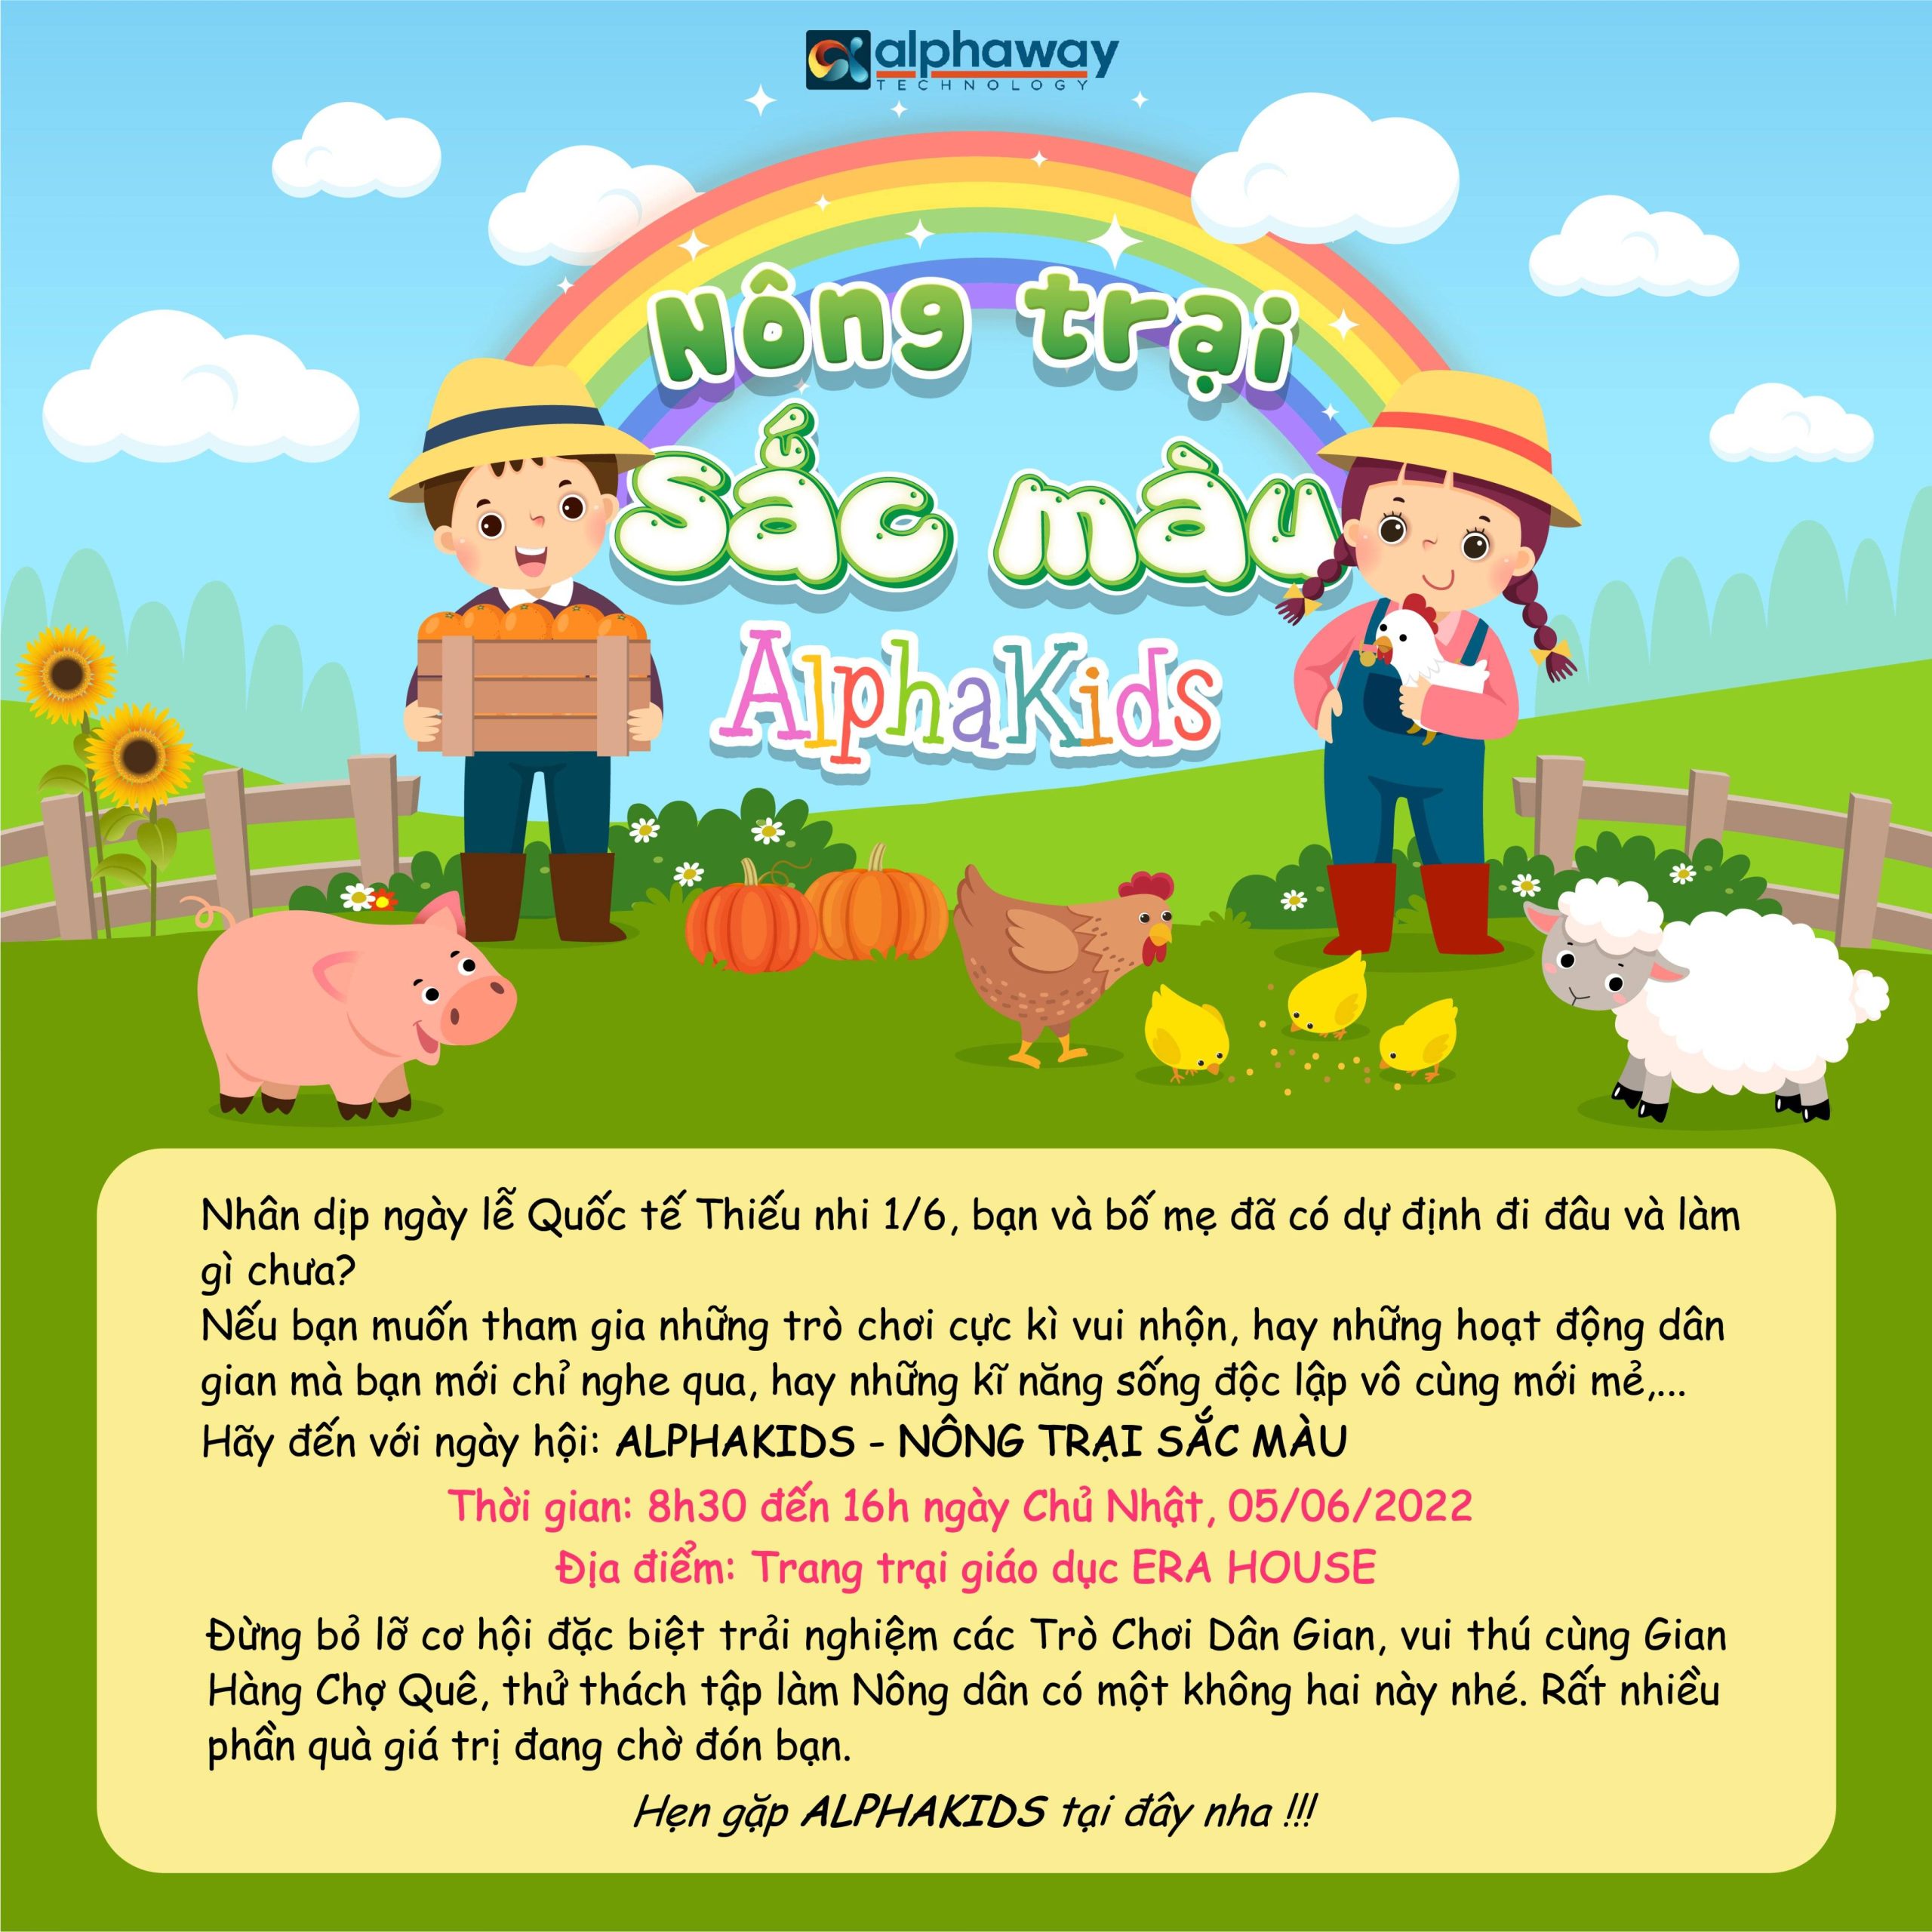 alphaway
TECHNOLOGY
Nông trại
Sắc màu
AlphaKids
Nhân dịp ngày lễ Quốc tế Thiếu nhi 1/6, bạn và bố mẹ đã có dự định đi đâu và làm
gì chưa?
Nếu bạn muốn tham gia những trò chơi cực kì vui nhộn, hay những hoạt động dân
gian mà bạn mới chỉ nghe qua, hay những kĩ năng sống độc lập vô cùng mới mẻ,...
Hãy đến với ngày hội: ALPHAKIDS - NÔNG TRẠI SẮC MÀU
Thời gian: 8h30 đến 16h ngày Chủ Nhật, 05/06/2022
Địa điểm: Trang trại giáo dục ERA HOUSE
Đừng bỏ lỡ cơ hội đặc biệt trải nghiệm các Trò Chơi Dân Gian, vui thú cùng Gian
Hàng Chợ Quê, thử thách tập làm Nông dân có một không hai này nhé. Rất nhiều
phần quà giá trị đang chờ đón bạn.
Hẹn gặp ALPHAKIDS tại đây nha !!!